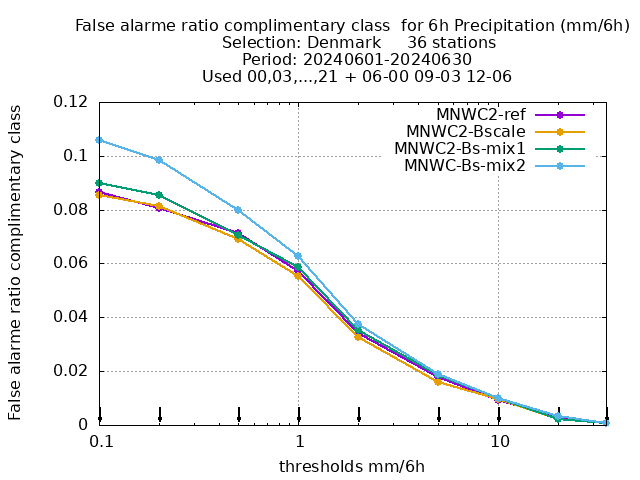 False alarme ratio complimentary class  for 6h Precipitation (mm/6h)
Selection: Denmark     36 stations
Period: 20240601-20240630
Used 00,03,...,21 + 06-00 09-03 12-06
False alarme ratio complimentary class
0.12
0.1
0.08
0.06
0.04
0.02
0
MNWC2-ref
MNWC2-Bscale
MNWC2-Bs-mix1
MNWC-Bs-mix2
0.1 1 10
thresholds mm/6h